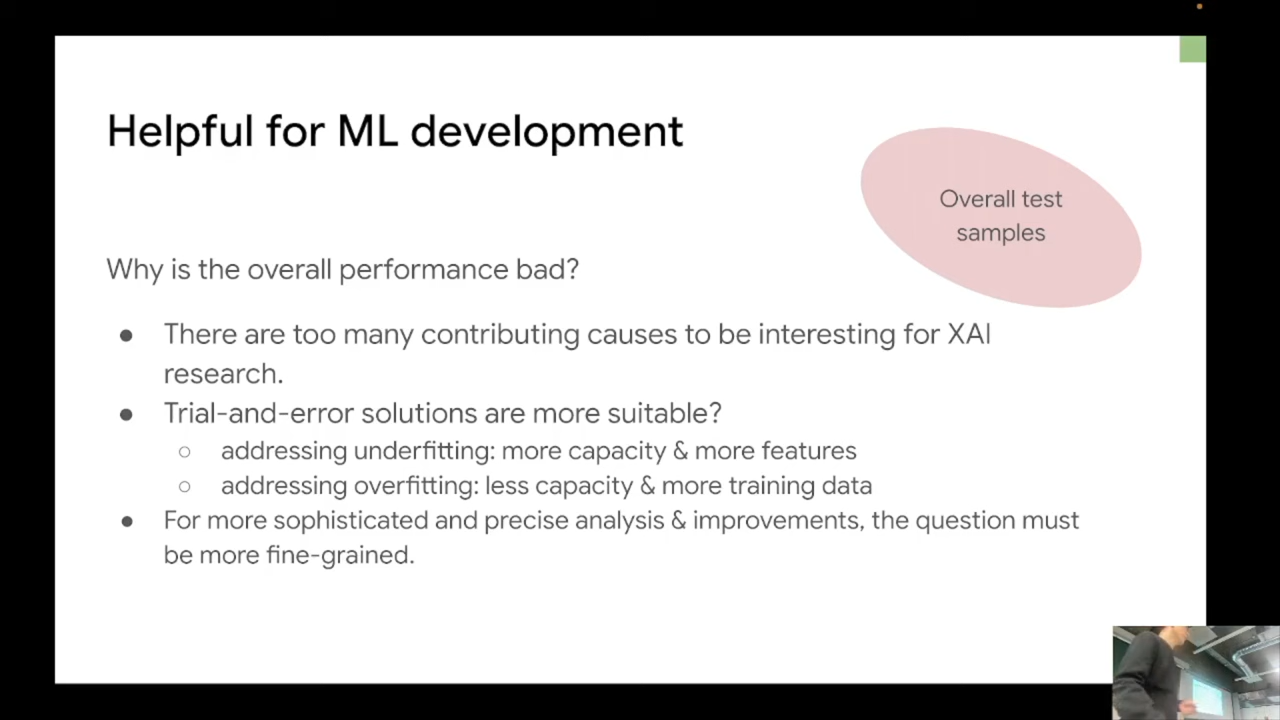 Helpful for ML development
Overall test
samples
Why is the overall performance bad?
● There are too many contributing causes to be interesting for XAI
research.
● Trial-and-error solutions are more suitable?
○ addressing underfitting: more capacity & more features
○ addressing overfitting: less capacity & more training data
● For more sophisticated and precise analysis & improvements, the question must
be more fine-grained.